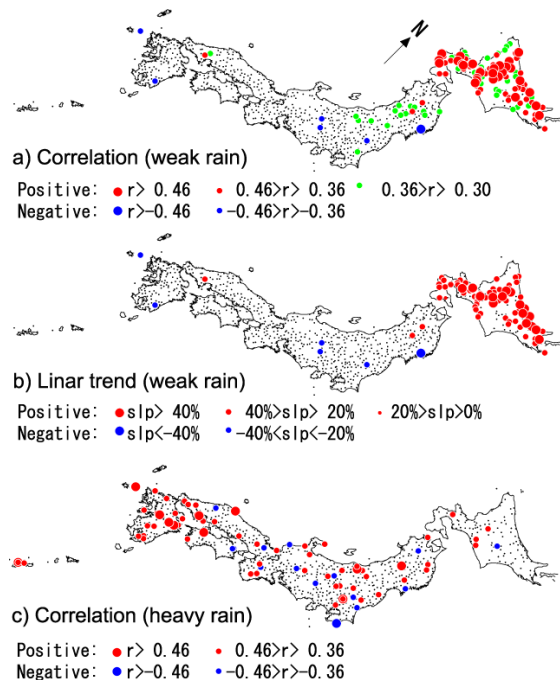 N
a) Correlation (weak rain)
Positive: r> 0.46 0.46>r> 0.36 0.36>r> 0.30
Negative: r>-0.46 -0.46>r>-0.36
b) Linar trend (weak rain)
Positive: slp> 40% 40%>slp> 20% 20%>slp>0%
Negative: slp<-40% -40%<slp<-20%
c) Correlation (heavy rain)
Positive: r> 0.46 0.46>r> 0.36
Negative: r>-0.46 -0.46>r>-0.36